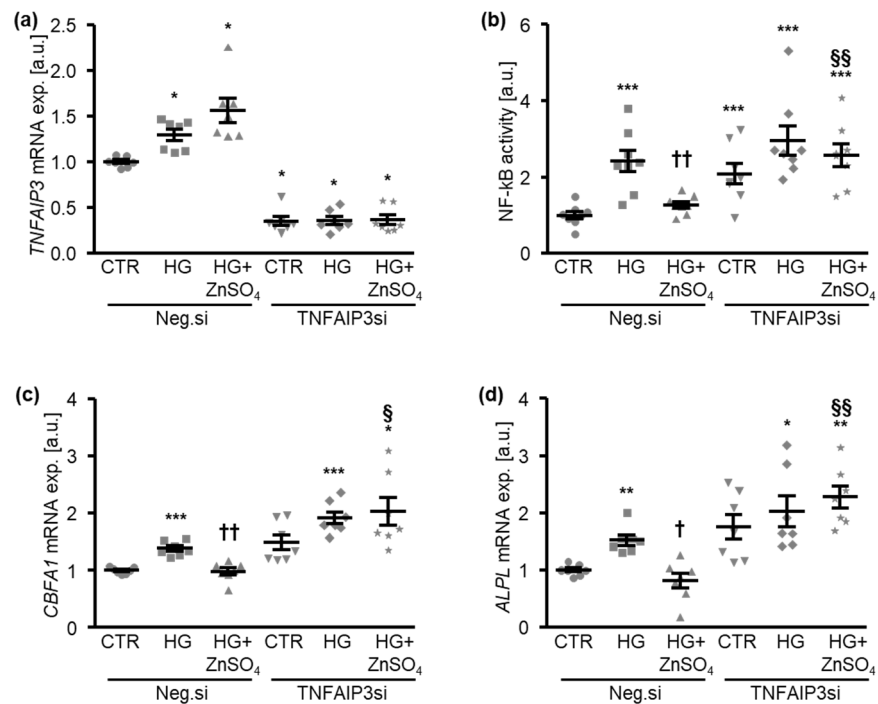 (a)
TNFAIP3 mRNA exp. [a.u.]
2.5
2.0
1.5
1.0
0.5
0.0
*
*
*
*
*
CTR HG HG+ CTR HG HG+
ZnSO₄ ZnSO₄
Neg.si TNFAIP3si
(b)
NF-kB activity [a.u.]
6
4
2
0
***
††
***
***
§§
***
CTR HG HG+ CTR HG HG+
ZnSO₄ ZnSO₄
Neg.si TNFAIP3si
(c)
CBFA1 mRNA exp. [a.u.]
4
3
2
1
0
***
††
***
§
*
CTR HG HG+ CTR HG HG+
ZnSO₄ ZnSO₄
Neg.si TNFAIP3si
(d)
ALPL mRNA exp. [a.u.]
4
3
2
1
0
**
†
*
§§
**
CTR HG HG+ CTR HG HG+
ZnSO₄ ZnSO₄
Neg.si TNFAIP3si